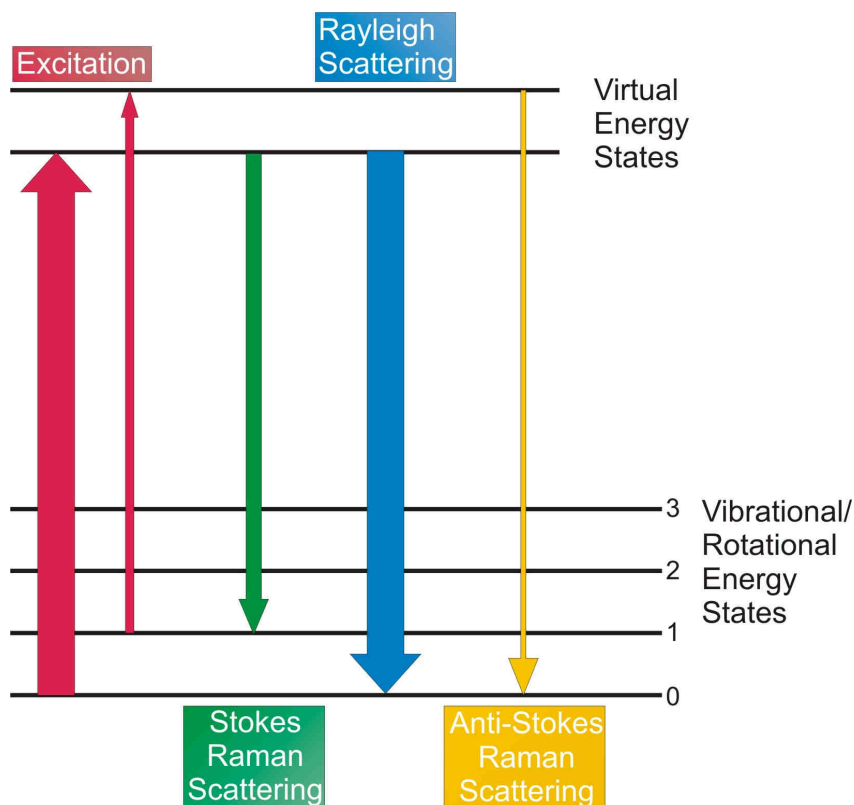 Excitation
Rayleigh
Scattering
Virtual
Energy
States
3
2
1
0
Vibrational/
Rotational
Energy
States
Stokes
Raman
Scattering
Anti-Stokes
Raman
Scattering